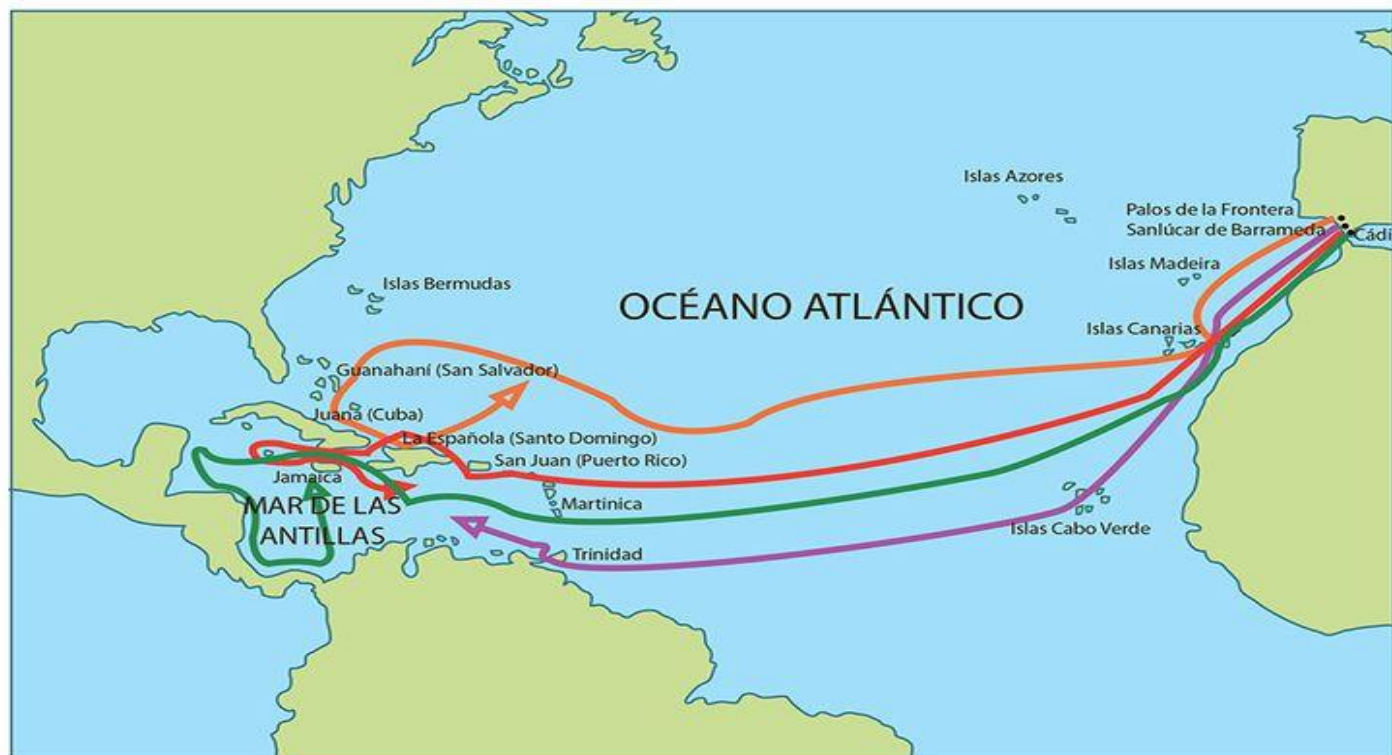 Islas Azores
Palos de la Frontera
Sanlúcar de Barrameda
Cádi
Islas Madeira
Islas Bermudas
OCÉANO ATLÁNTICO
Islas Canarias
Guanahaní (San Salvador)
Juana (Cuba)
La Española (Santo Domingo)
San Juan (Puerto Rico)
Jamaica
MAR DE LAS
ANTILLAS
Martinica
Islas Cabo Verde
Trinidad